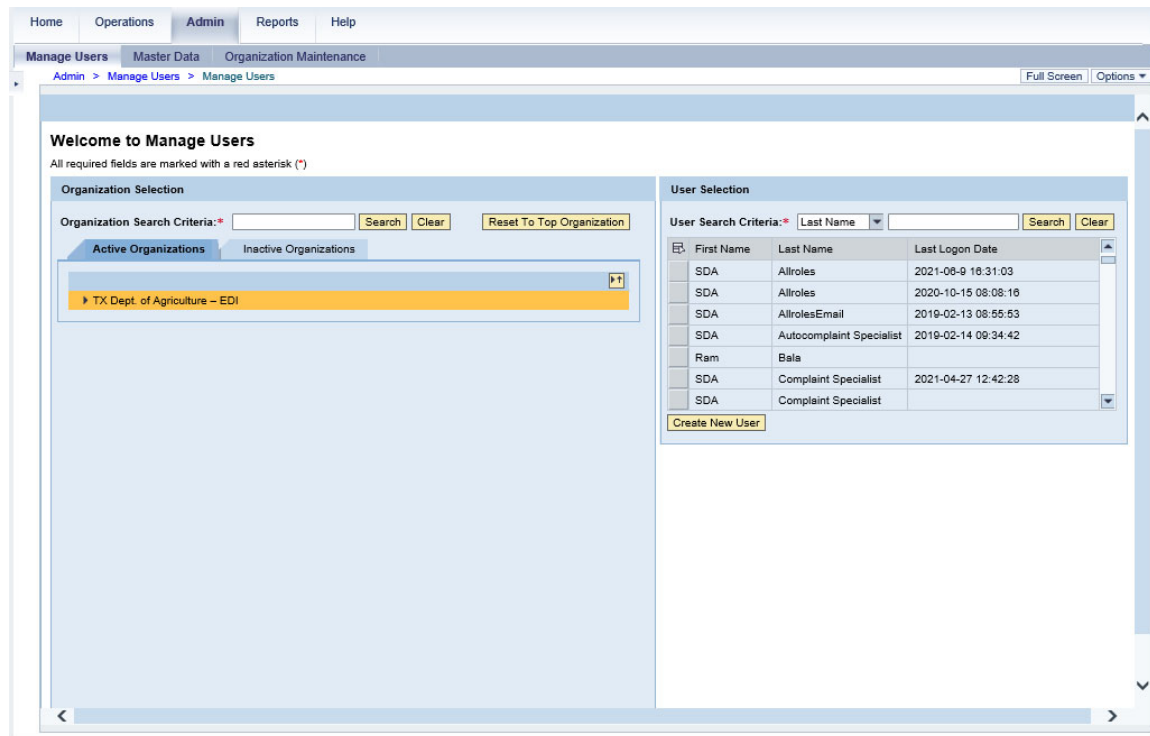 Home Operations Admin Reports Help
Manage Users Master Data Organization Maintenance
Admin > Manage Users > Manage Users
Full Screen Options
Welcome to Manage Users
All required fields are marked with a red asterisk (*)
Organization Selection
Organization Search Criteria:* Search Clear Reset To Top Organization
Active Organizations Inactive Organizations
TX Dept. of Agriculture – EDI
User Selection
User Search Criteria:* Last Name Search Clear
First Name Last Name Last Logon Date
SDA Allroles 2021-06-9 16:31:03
SDA Allroles 2020-10-15 08:08:16
SDA AllrolesEmail 2019-02-13 08:55:53
SDA Autocomplaint Specialist 2019-02-14 09:34:42
Ram Bala
SDA Complaint Specialist 2021-04-27 12:42:28
SDA Complaint Specialist
Create New User